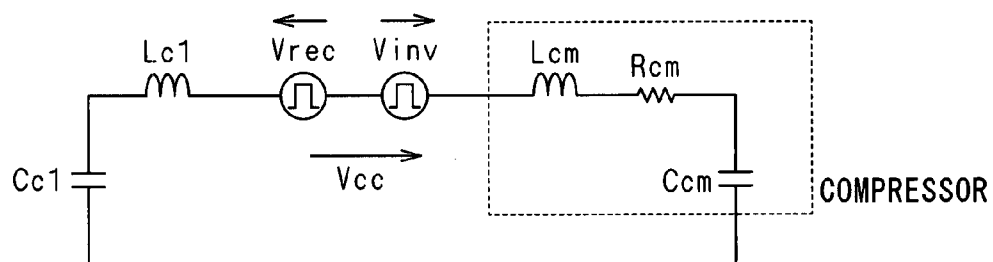 Vrec Vinv
Lc1
Lcm
Rcm
Cc1
Vcc
Ccm
COMPRESSOR